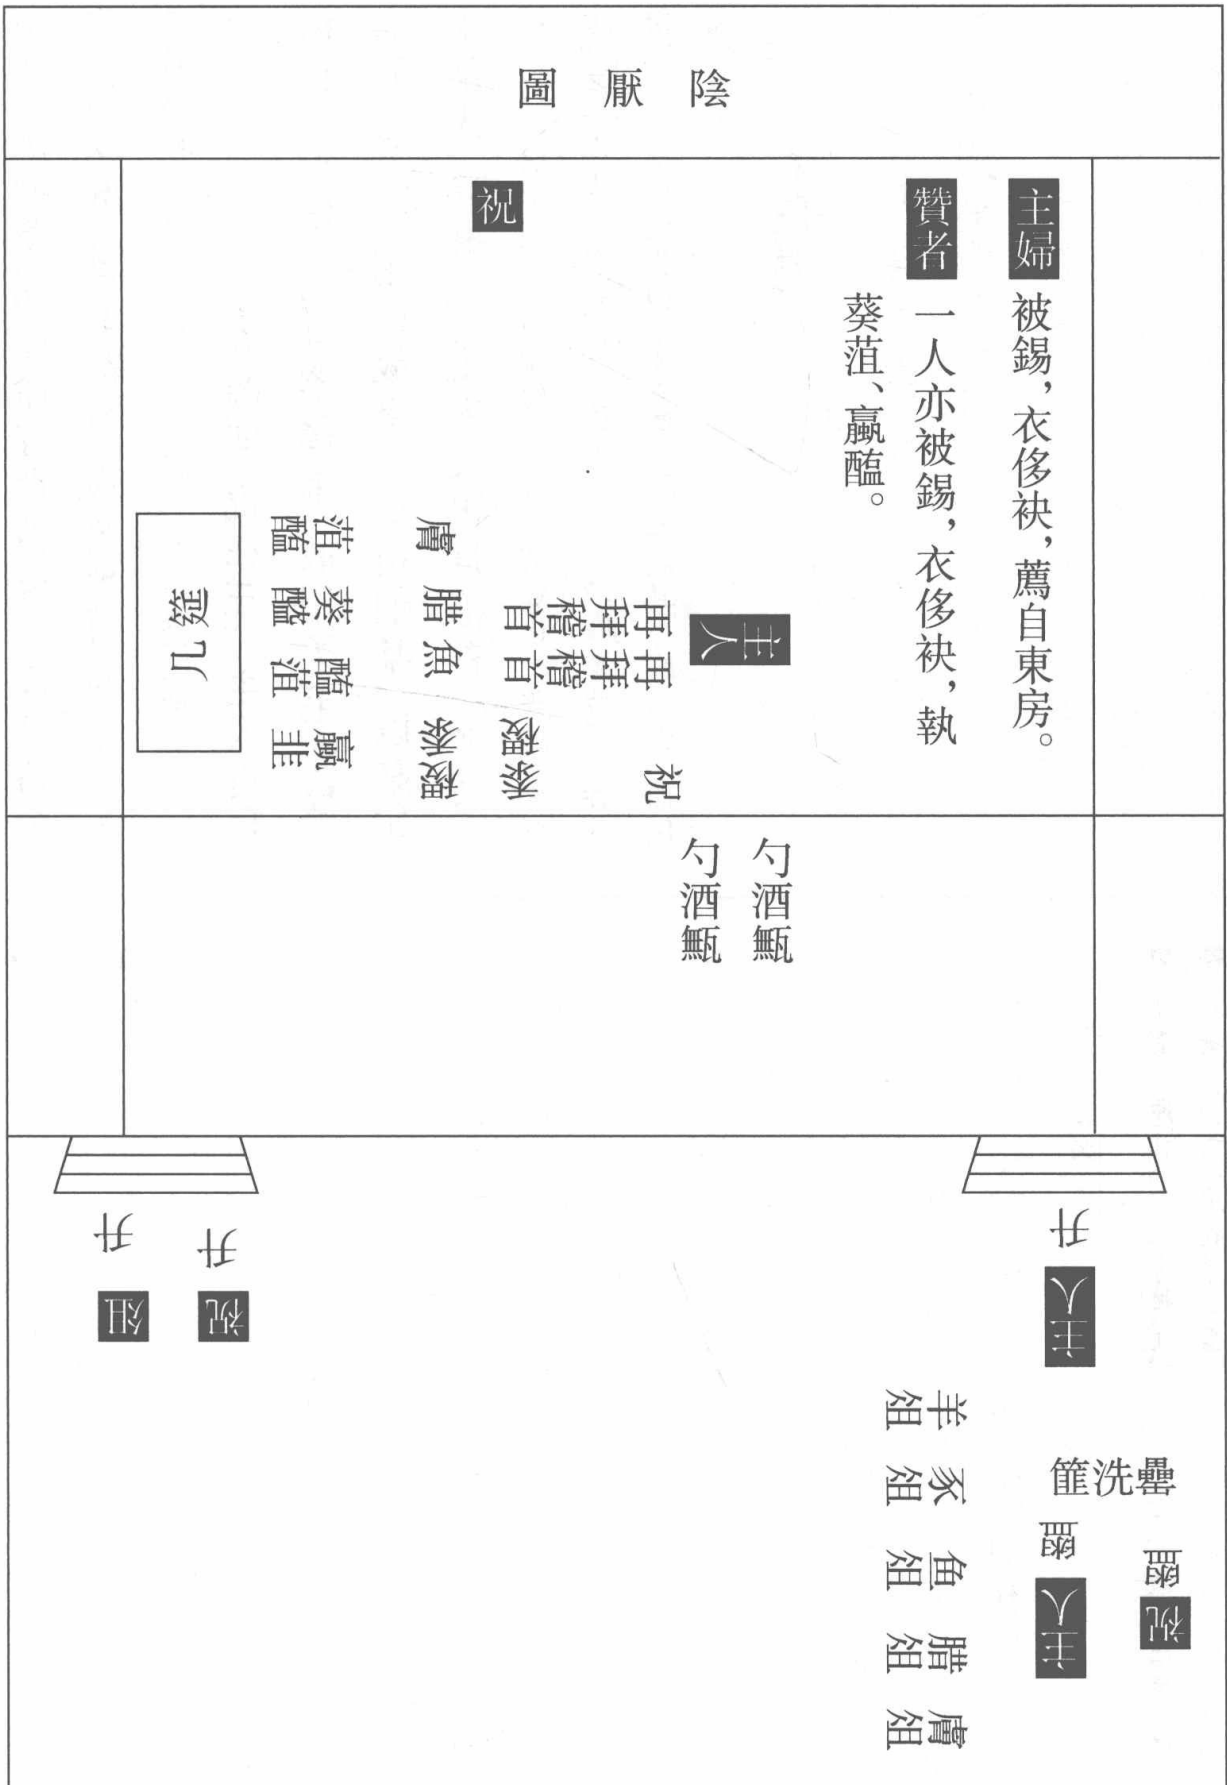 陰厭圖
主婦被錫，衣侈袂，薦自東房。
贊者一人亦被錫，衣侈袂，執
葵菹、蠃醢。
祝
主人
再拜稽首
再拜稽首
祝
黍稷
稷黍
魚
腊
膚
蠃醢葵菹
韭菹醓醢
几筵
勺酒甒
勺酒甒
主人升
祝升
俎升
羊俎
豕俎
魚俎
腊俎
膚俎
篚洗罍
主人盥
祝盥